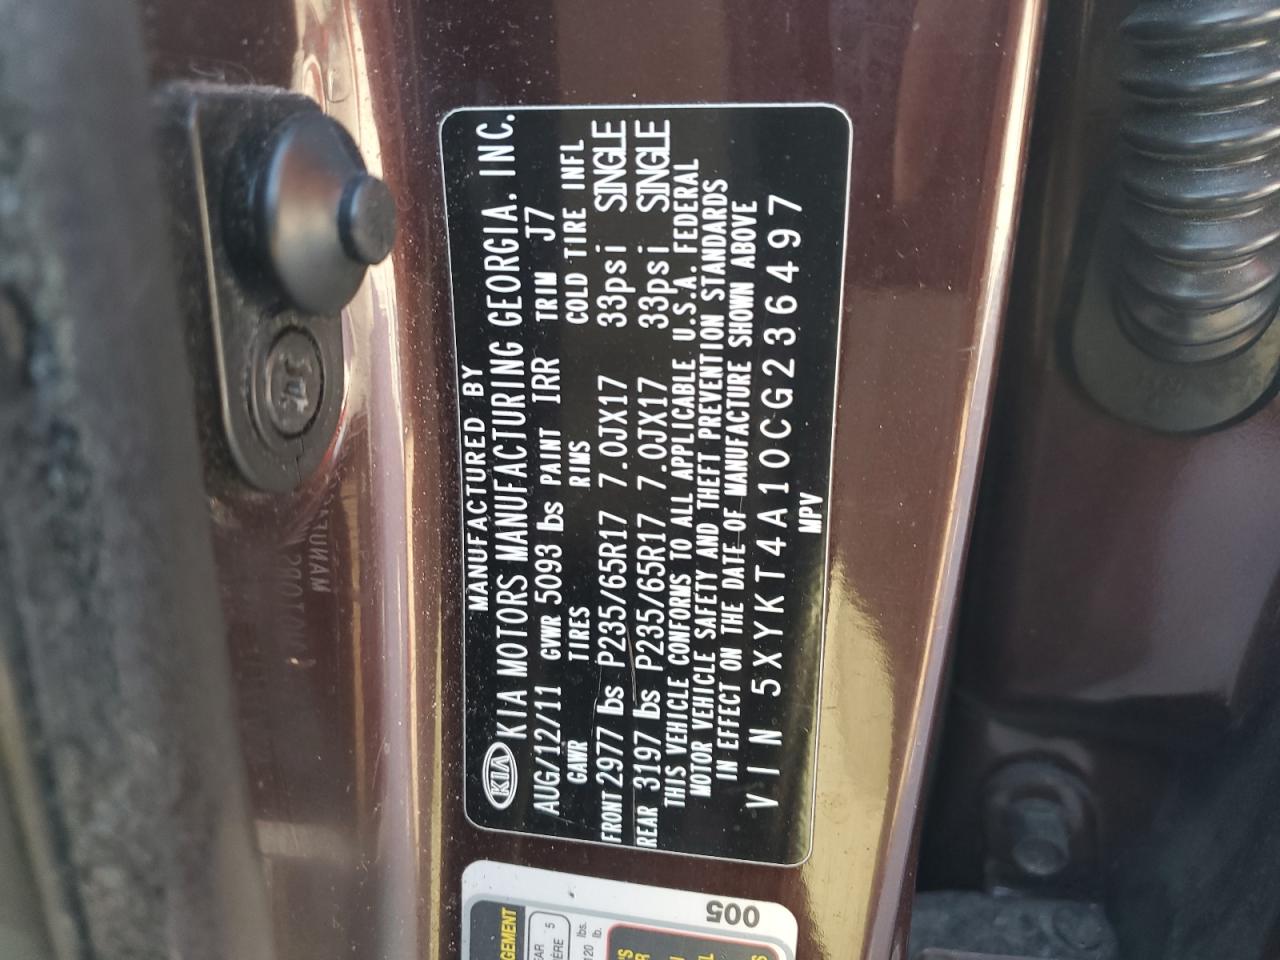 MANUFACTURED BY
KIA KIA MOTORS MANUFACTURING GEORGIA. INC.
AUG/12/11 GVWR 5093 lbs PAINT IRR TRIM J7
GAWR TIRES RIMS COLD TIRE INFL
FRONT 2977 lbs P235/65R17 7.0JX17 33psi SINGLE
REAR 3197 lbs P235/65R17 7.0JX17 33psi SINGLE
THIS VEHICLE CONFORMS TO ALL APPLICABLE U.S.A. FEDERAL
MOTOR VEHICLE SAFETY AND THEFT PREVENTION STANDARDS
IN EFFECT ON THE DATE OF MANUFACTURE SHOWN ABOVE
VIN 5XYKT4A10CG236497
MPV
005